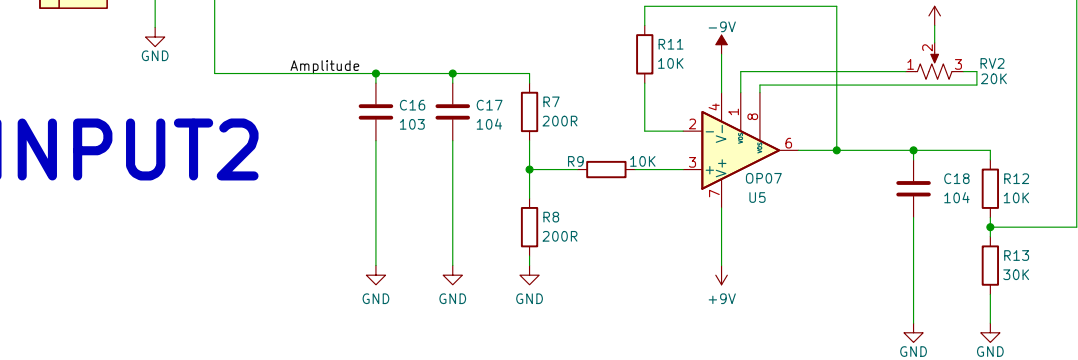 GND
Amplitude
INPUT2
C16
103
C17
104
R7
200R
R8
200R
GND
GND
GND
R9
10K
R11
10K
-9V
4
1
8
2
3
7
6
-
+
V-
V+
VOS
VOS
OP07
U5
+9V
1
2
3
RV2
20K
C18
104
R12
10K
R13
30K
GND
GND